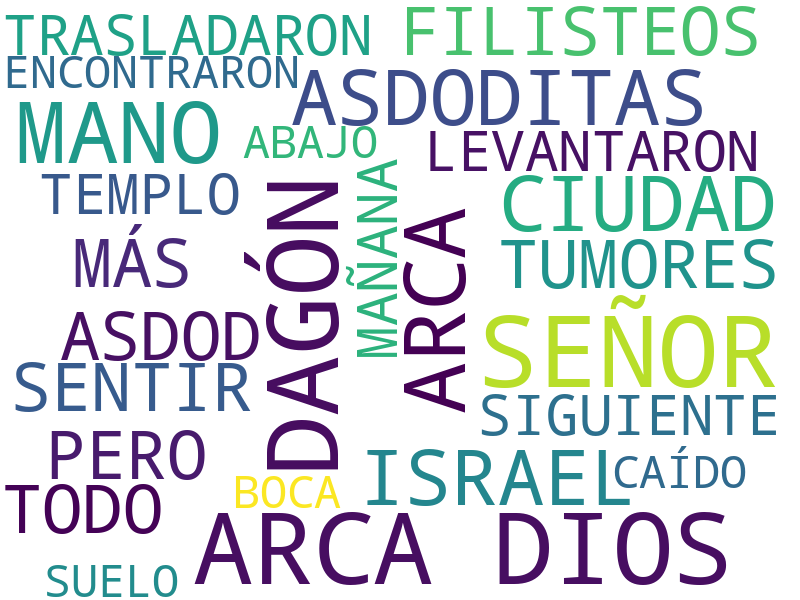 TRASLADARON
FILISTEOS
ENCONTRARON
ASDODITAS
MANO
ABAJO
LEVANTARON
TEMPLO
DAGÓN
MAÑANA
ARCA
CIUDAD
MÁS
TUMORES
ASDOD
SEÑOR
SENTIR
SIGUIENTE
PERO
ISRAEL
CAÍDO
TODO
BOCA
ARCA DIOS
SUELO